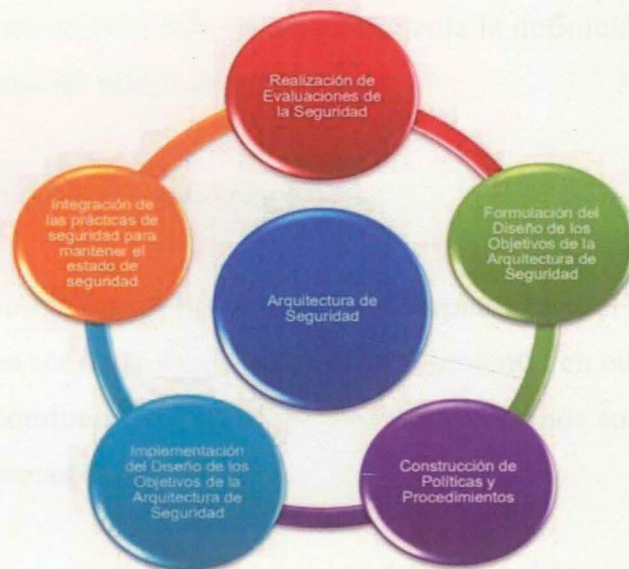 Realización de
Evaluaciones de
la Seguridad
Formulación del
Diseño de los
Objetivos de la
Arquitectura de
Seguridad
Construcción de
Políticas y
Procedimientos
Implementación
del Diseño de los
Objetivos de la
Arquitectura de
Seguridad
Integración de
las prácticas de
seguridad para
mantener el
estado de
seguridad
Arquitectura de
Seguridad